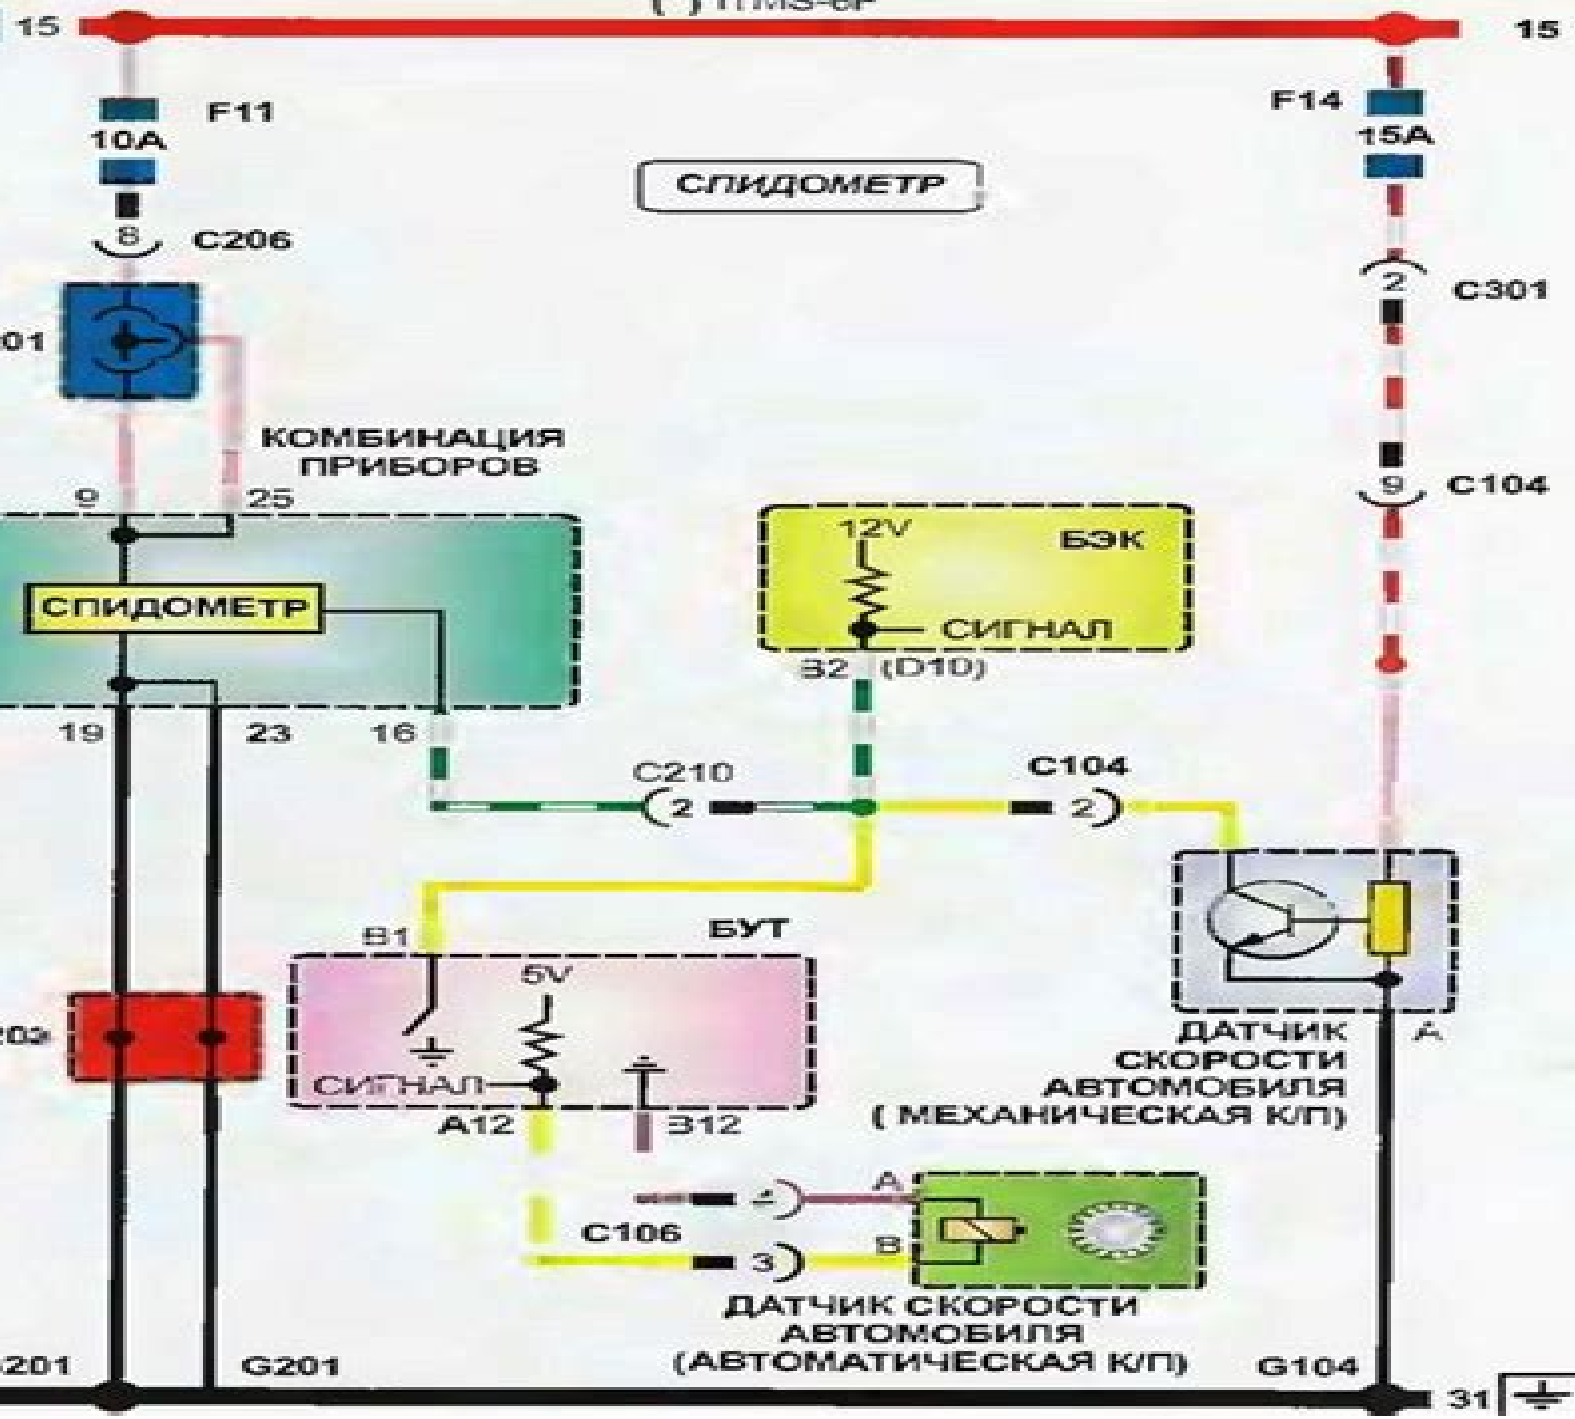 15
15
F11
10A
F14
15A
СПИДОМЕТР
8
C206
2
C301
01
КОМБИНАЦИЯ
ПРИБОРОВ
9
25
9
C104
12V
БЭК
СПИДОМЕТР
СИГНАЛ
B2 (D10)
19
23
16
C210
2
C104
2
B1
БУТ
5V
СИГНАЛ
A12
B12
ДАТЧИК
A
СКОРОСТИ
АВТОМОБИЛЯ
( МЕХАНИЧЕСКАЯ К/П)
A
C106
B
3
ДАТЧИК СКОРОСТИ
АВТОМОБИЛЯ
(АВТОМАТИЧЕСКАЯ К/П)
201
G201
G104
31